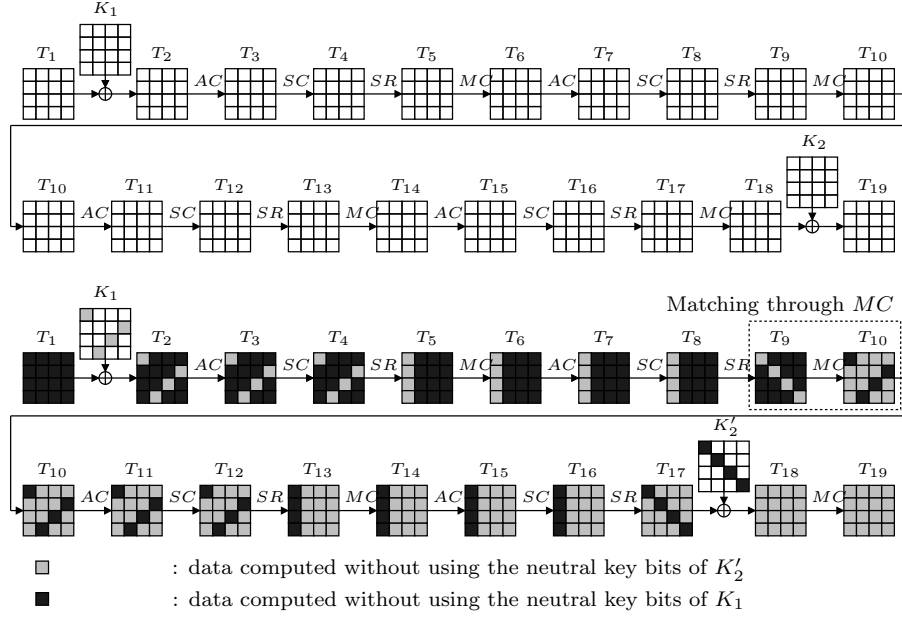 K1
T1 T2 T3 T4 T5 T6 T7 T8 T9 T10
AC SC SR MC AC SC SR MC
K2
T10 T11 T12 T13 T14 T15 T16 T17 T18 T19
AC SC SR MC AC SC SR MC
Matching through MC
K1
T1 T2 T3 T4 T5 T6 T7 T8 T9 T10
AC SC SR MC AC SC SR MC
K2′
T10 T11 T12 T13 T14 T15 T16 T17 T18 T19
AC SC SR MC AC SC SR MC
: data computed without using the neutral key bits of K2′
: data computed without using the neutral key bits of K1